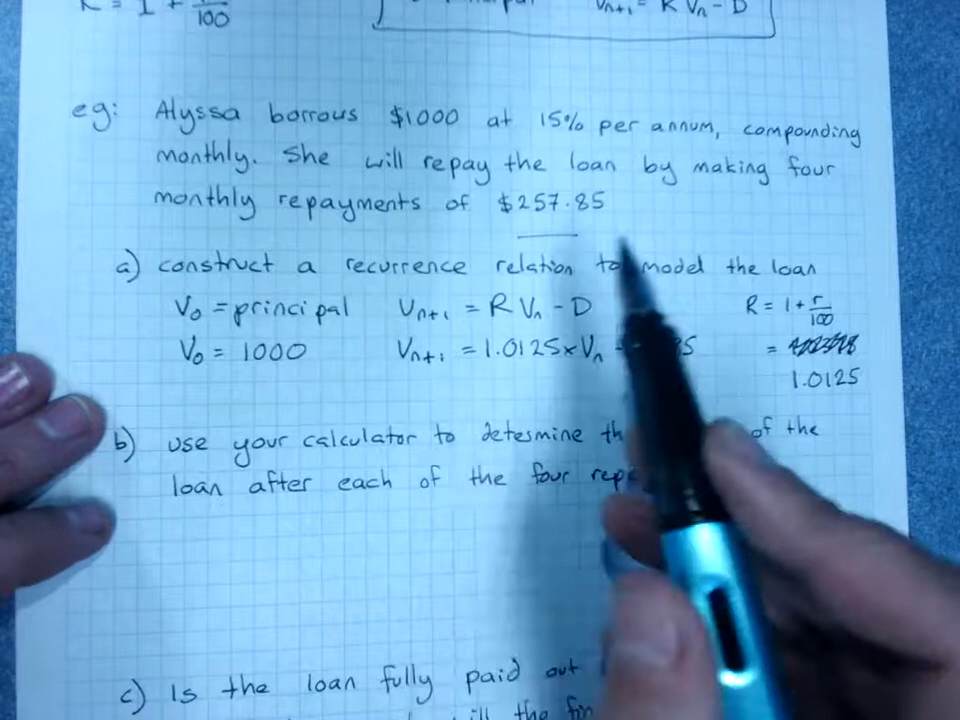 R = 1 + r/100 Vn+1 = R Vn - D
eg: Alyssa borrows $1000 at 15% per annum, compounding
monthly. She will repay the loan by making four
monthly repayments of $257.85
a) construct a recurrence relation to model the loan
V0 = principal Vn+1 = R Vn - D R = 1 + r/100
V0 = 1000 Vn+1 = 1.0125×Vn =
1.0125
b) use your calculator to determine of the
loan after each of the four
c) Is the loan fully paid out
the